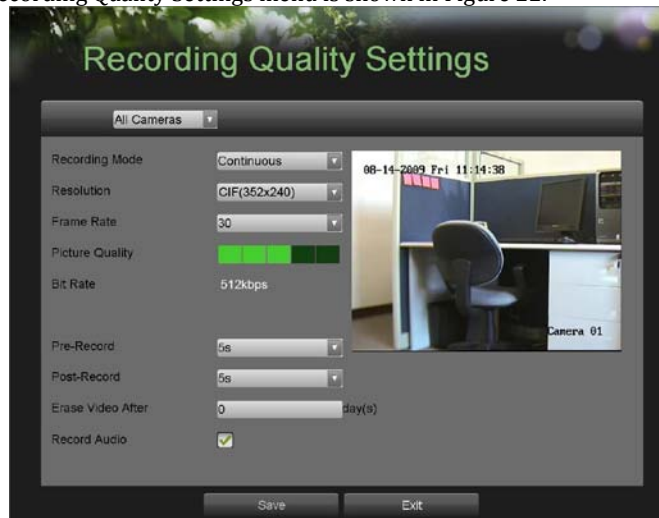 Recording Quality Settings
All Cameras
Recording Mode Continuous
Resolution CIF(352x240)
Frame Rate 30
Picture Quality
Bit Rate 512kbps
Pre-Record 5s
Post-Record 5s
Erase Video After 0 day(s)
Record Audio
08-14-2009 Fri 11:14:38
Camera 01
Save Exit